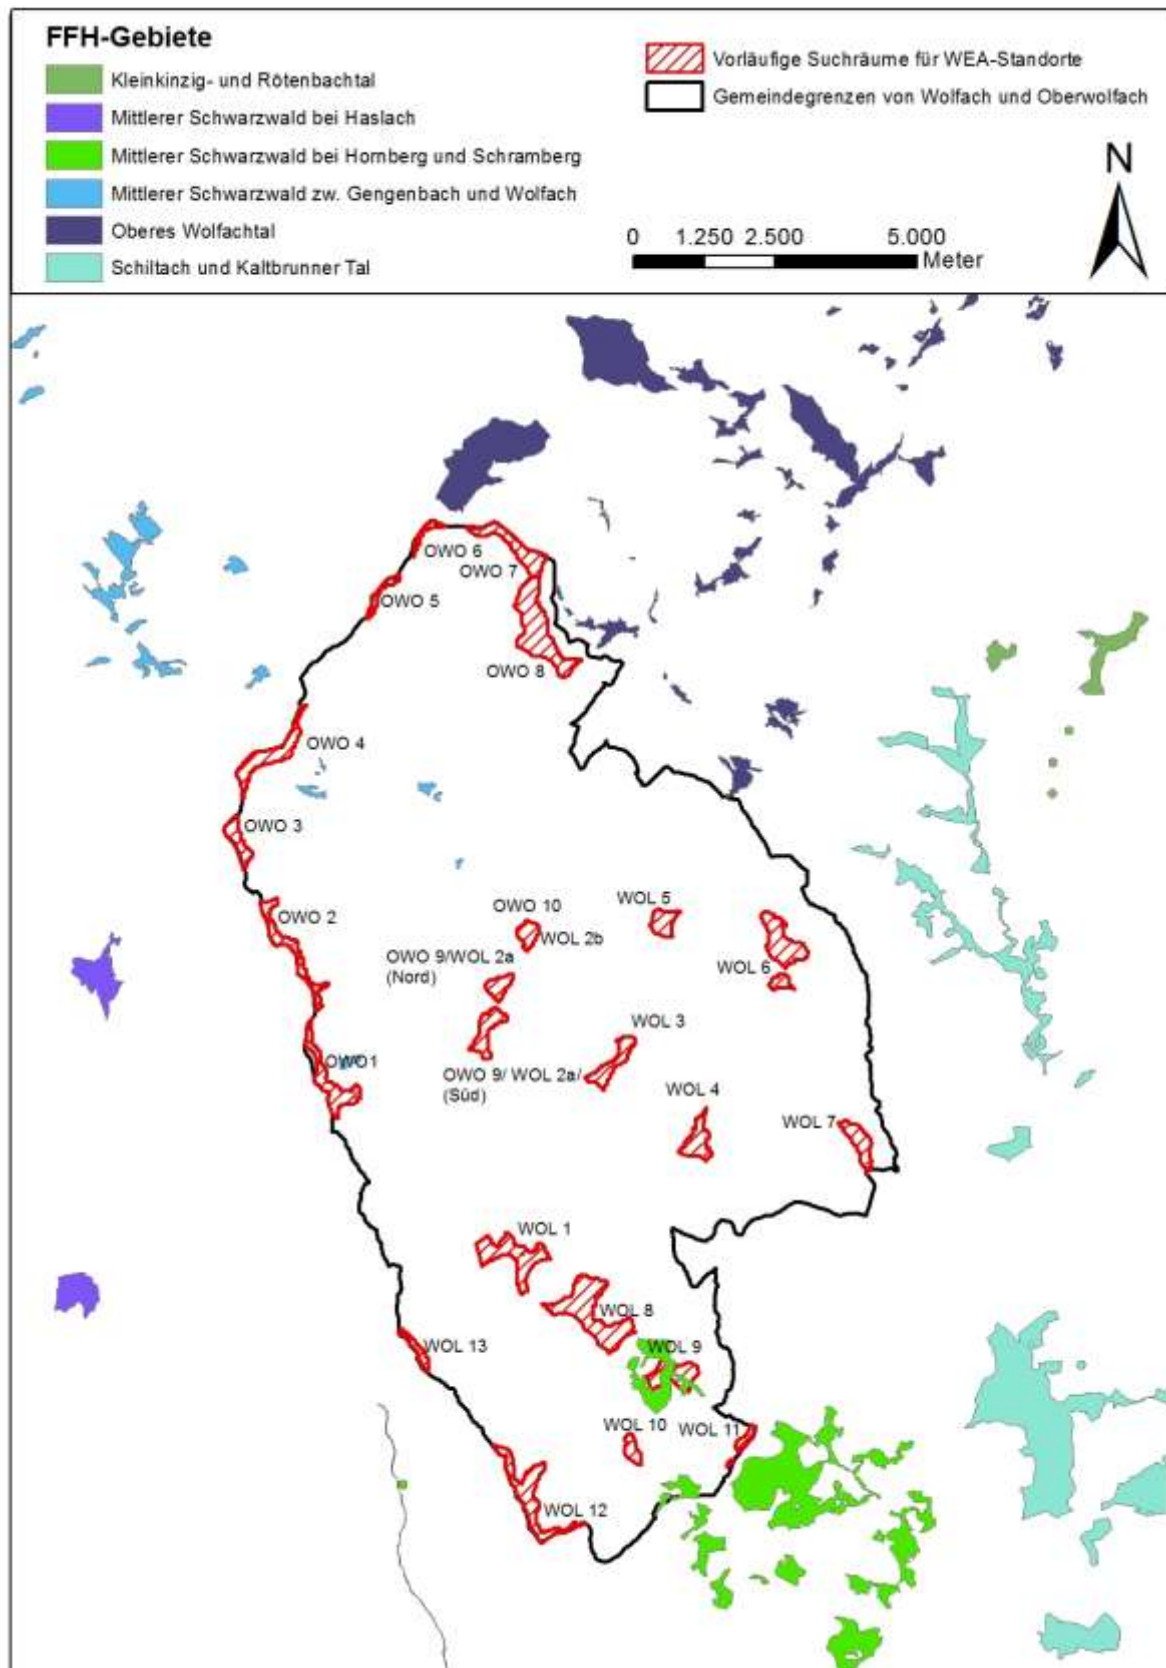 FFH-Gebiete
Kleinkinzig- und Rötenbachtal
Mittlerer Schwarzwald bei Haslach
Mittlerer Schwarzwald bei Hornberg und Schramberg
Mittlerer Schwarzwald zw. Gengenbach und Wolfach
Oberes Wolfachtal
Schiltach und Kaltbrunner Tal
Vorläufige Suchräume für WEA-Standorte
Gemeindegrenzen von Wolfach und Oberwolfach
N
0 1.250 2.500 5.000
Meter
OWO 6
OWO 7
OWO 5
OWO 8
OWO 4
OWO 3
OWO 2
OWO 10
WOL 2b
WOL 5
OWO 9/WOL 2a
(Nord)
WOL 6
WOL 3
OWO1
OWO 9/ WOL 2a/
(Süd)
WOL 4
WOL 7
WOL 1
WOL 8
WOL 13
WOL 9
WOL 10
WOL 11
WOL 12